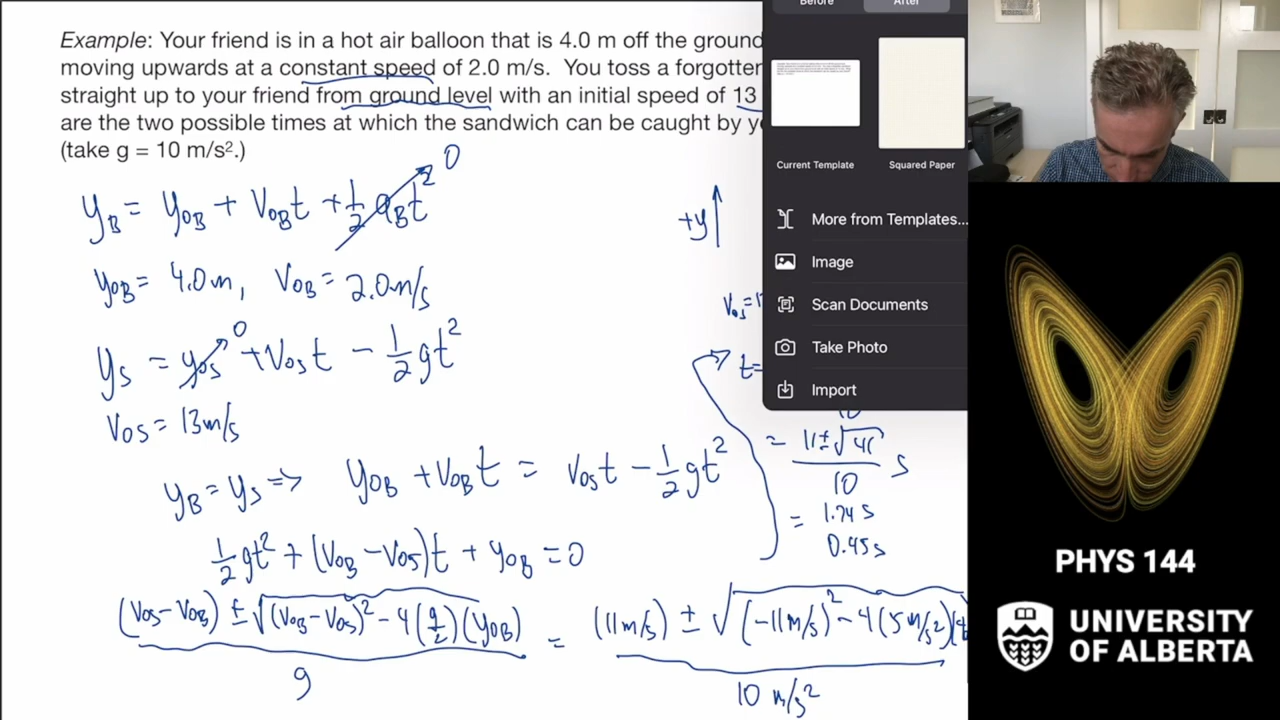 Before After
Example: Your friend is in a hot air balloon that is 4.0 m off the ground
moving upwards at a constant speed of 2.0 m/s. You toss a forgotten
straight up to your friend from ground level with an initial speed of 13
are the two possible times at which the sandwich can be caught by
(take g = 10 m/s².)
Current Template Squared Paper
y_B = y_0B + v_0B t + 1/2 a_B t² 0
+y
More from Templates...
Image
y_0B = 4.0m, v_0B = 2.0m/s
v_0s=1
Scan Documents
y_s = y_0s 0 + v_0s t − 1/2 g t²
t=
Take Photo
Import
v_0s = 13m/s
10
= (11 ± √41)/10 s
y_B = y_s ⇒ y_0B + v_0B t = v_0s t − 1/2 g t²
= 1.74 s
0.45 s
1/2 g t² + (v_0B − v_0s)t + y_0B = 0
((v_0s − v_0B) ± √((v_0B − v_0s)² − 4(g/2)(y_0B)))/g = ((11m/s) ± √((−11m/s)² − 4(5m/s²)(4))/10 m/s²
PHYS 144
UNIVERSITY
OF ALBERTA